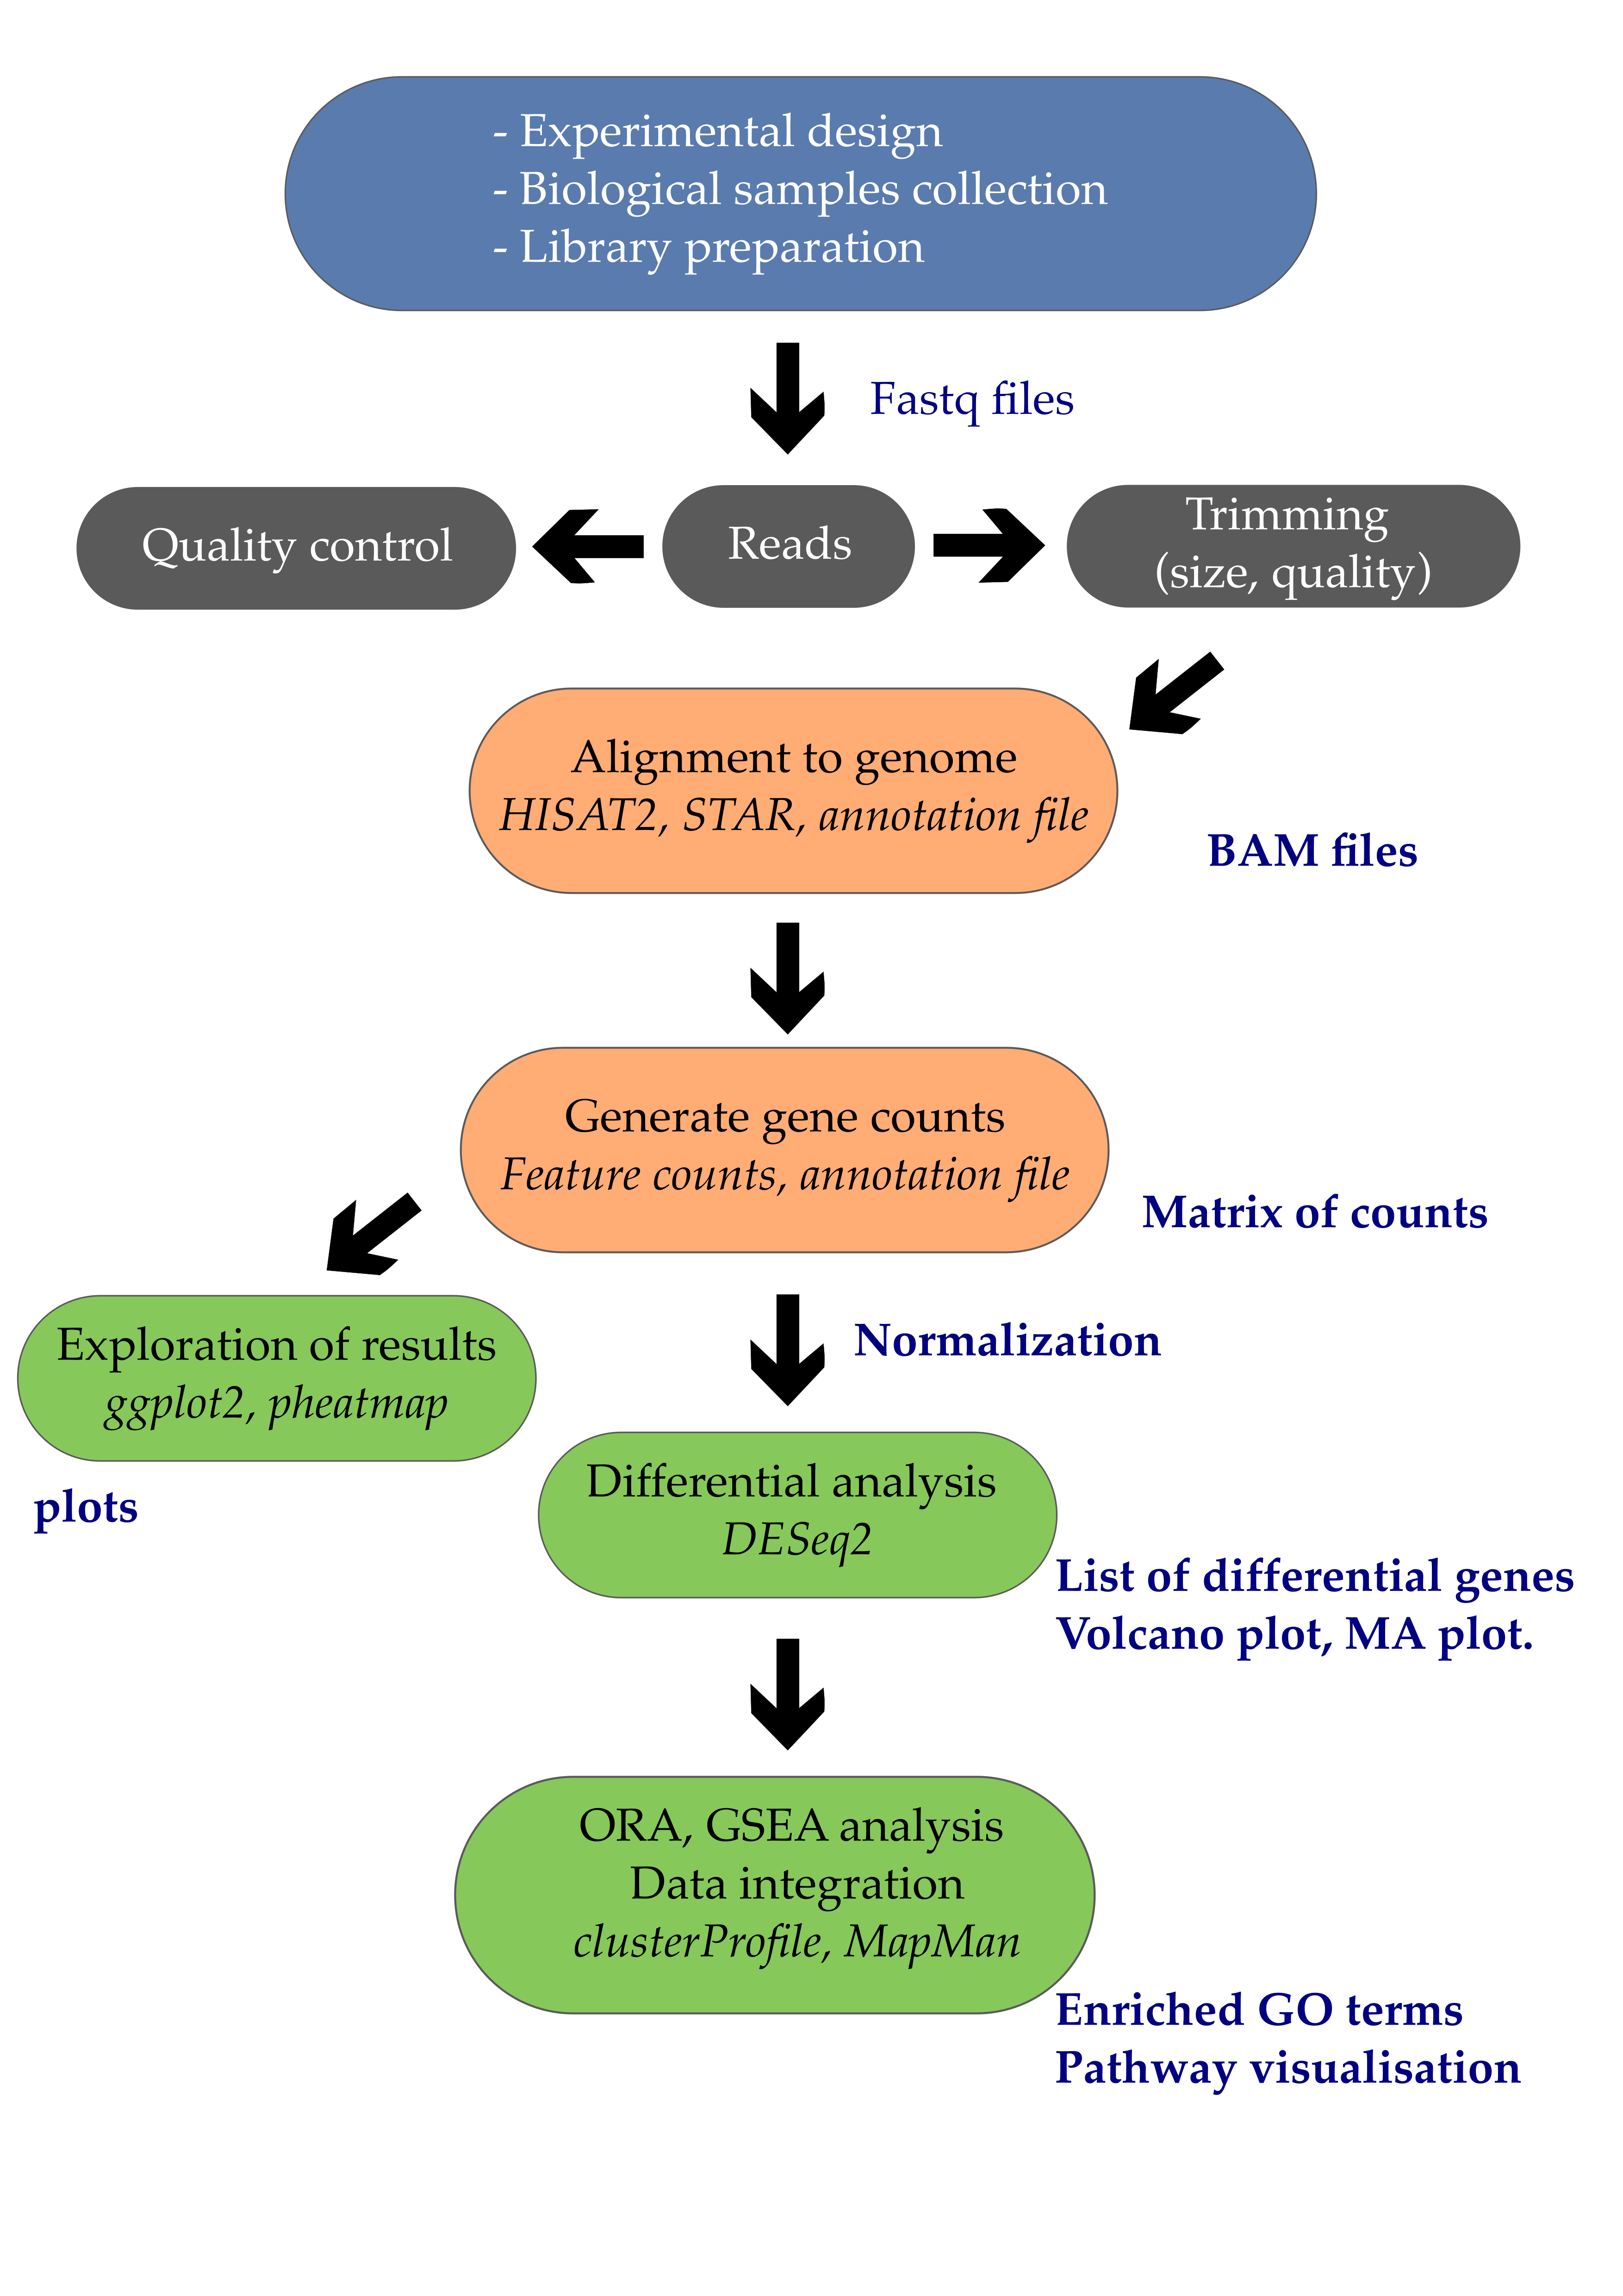 - Experimental design
- Biological samples collection
- Library preparation
Fastq files
Quality control
Reads
Trimming
(size, quality)
Alignment to genome
HISAT2, STAR, annotation file
BAM files
Generate gene counts
Feature counts, annotation file
Matrix of counts
Exploration of results
ggplot2, pheatmap
plots
Normalization
Differential analysis
DESeq2
List of differential genes
Volcano plot, MA plot.
ORA, GSEA analysis
Data integration
clusterProfile, MapMan
Enriched GO terms
Pathway visualisation